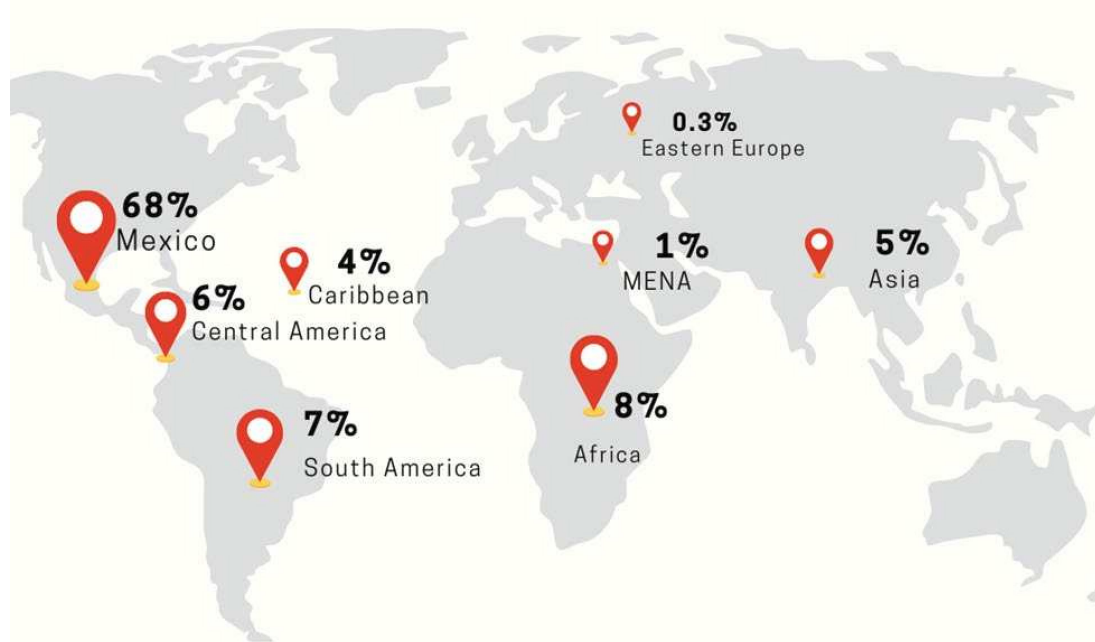 0.3%
Eastern Europe
68%
Mexico
4%
Caribbean
1%
MENA
5%
Asia
6%
Central America
8%
Africa
7%
South America